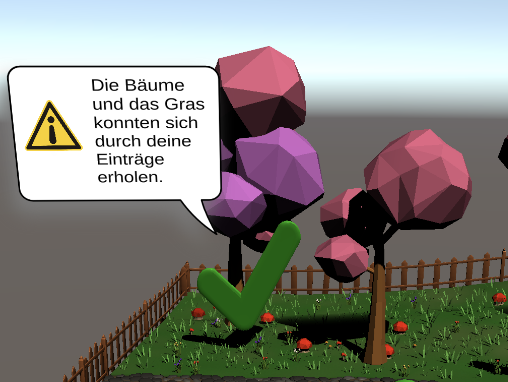 Die Bäume
und das Gras
konnten sich
durch deine
Einträge
erholen.